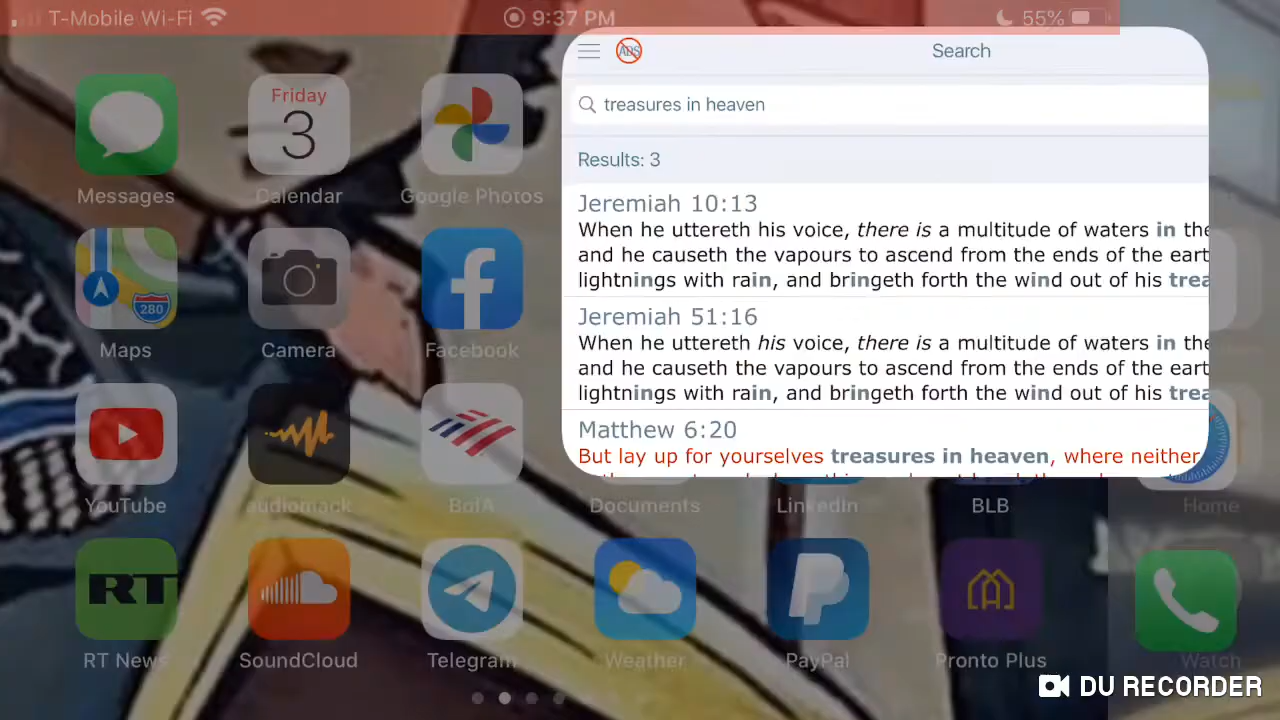 T-Mobile Wi-Fi 9:37 PM 55%
ADS
Search
treasures in heaven
Results: 3
Jeremiah 10:13
When he uttereth his voice, there is a multitude of waters in the
and he causeth the vapours to ascend from the ends of the eart
lightnings with rain, and bringeth forth the wind out of his trea
Jeremiah 51:16
When he uttereth his voice, there is a multitude of waters in the
and he causeth the vapours to ascend from the ends of the eart
lightnings with rain, and bringeth forth the wind out of his trea
Matthew 6:20
But lay up for yourselves treasures in heaven, where neither
Friday
3
Messages Calendar Google Photos
280
Maps Camera Facebook
YouTube audiomack BofA Documents LinkedIn BLB Home
RT
RT News SoundCloud Telegram Weather PayPal Pronto Plus Watch
DU RECORDER